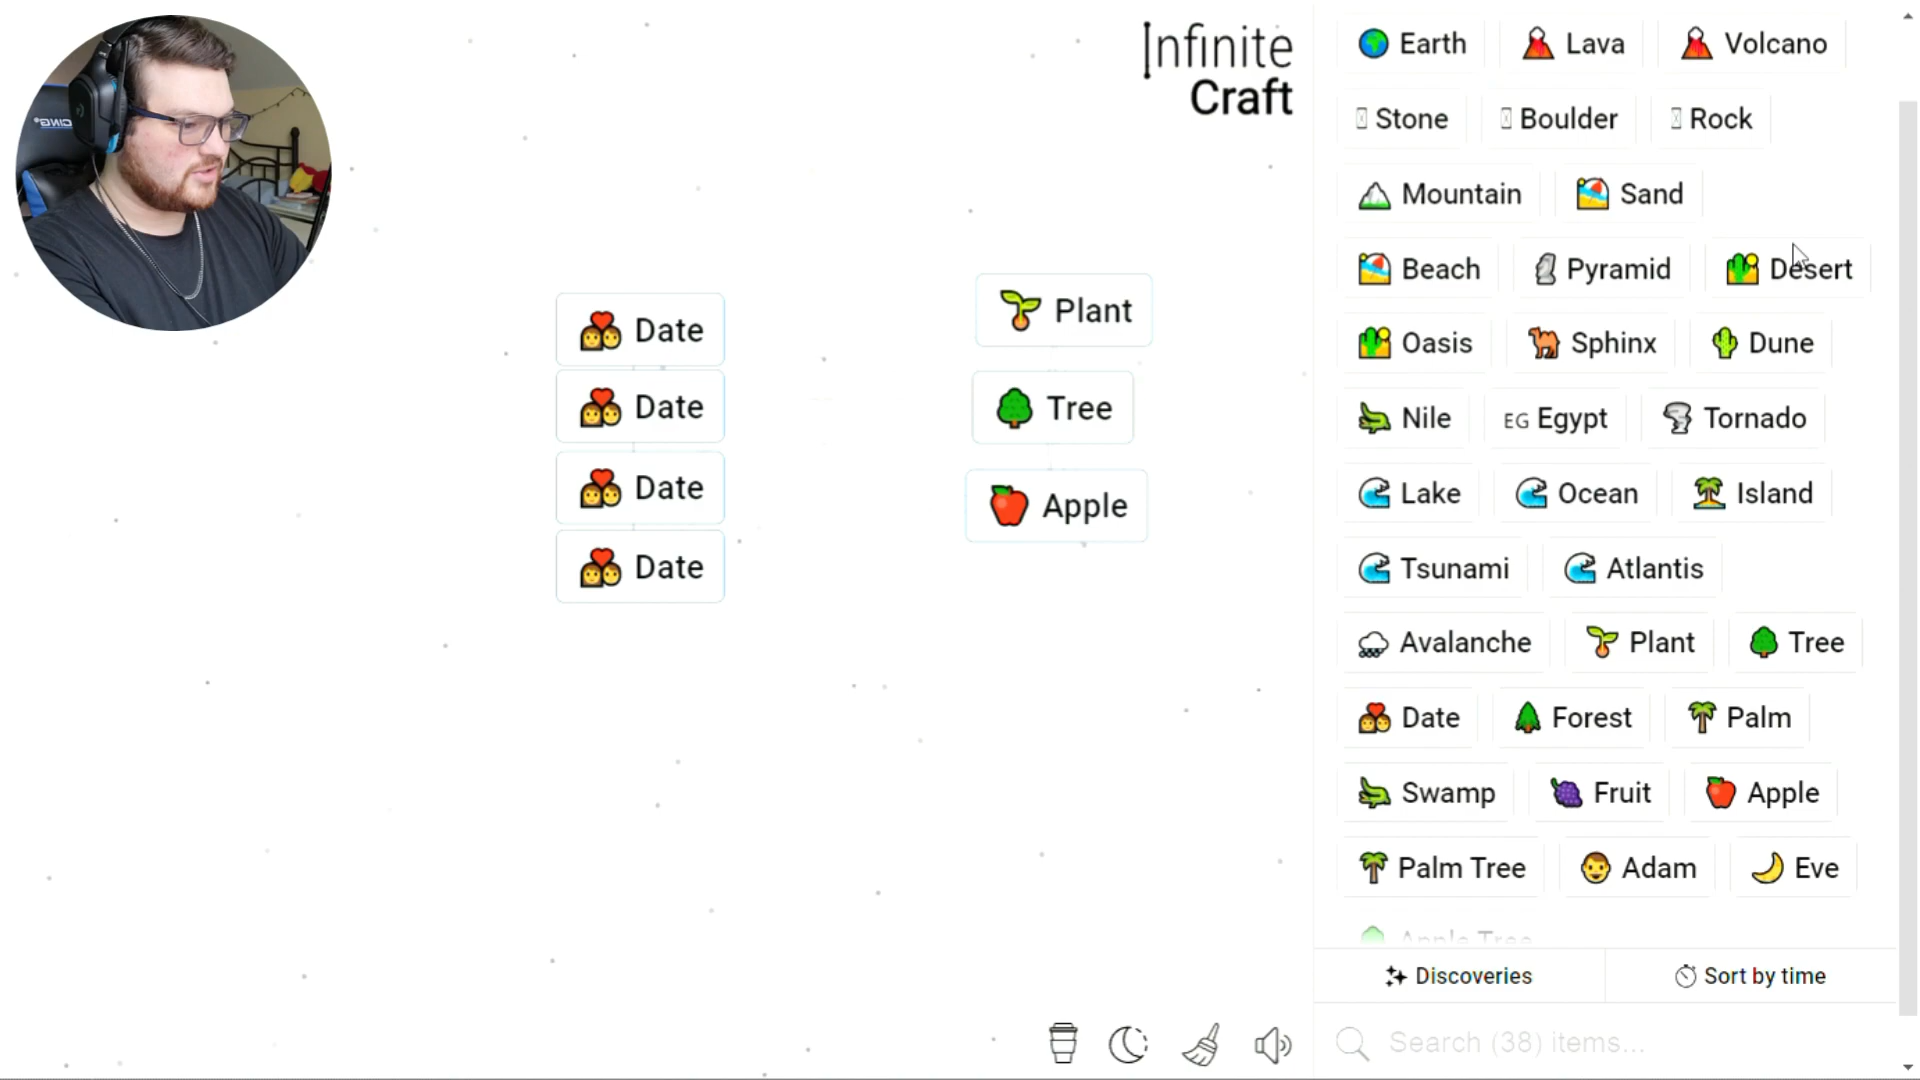 Infinite
Craft
Date
Date
Date
Date
Plant
Tree
Apple
Earth Lava Volcano
Stone Boulder Rock
Mountain Sand
Beach Pyramid Desert
Oasis Sphinx Dune
Nile EG Egypt Tornado
Lake Ocean Island
Tsunami Atlantis
Avalanche Plant Tree
Date Forest Palm
Swamp Fruit Apple
Palm Tree Adam Eve
Apple Tree
Discoveries Sort by time
Search (38) items...